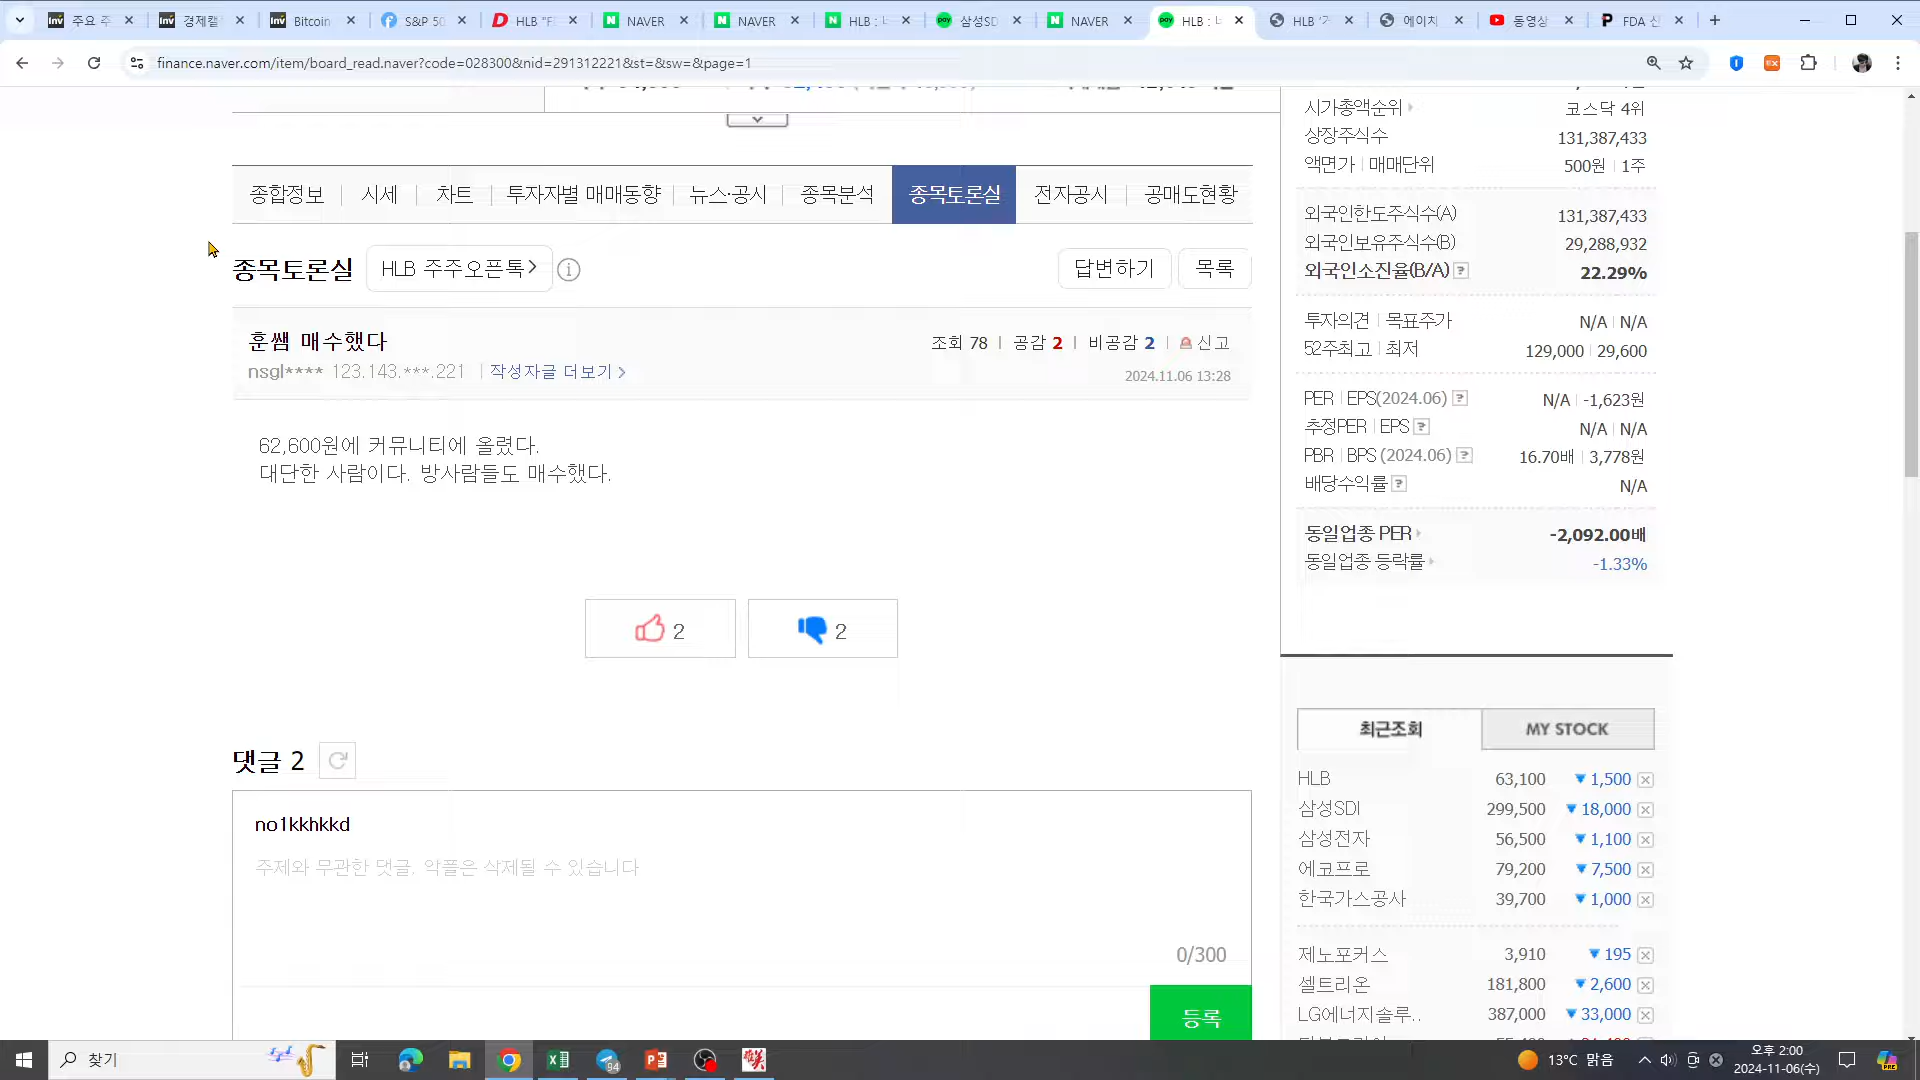 주요 주
경제캘
Bitcoin
S&P 50
HLB "FD
NAVER
NAVER
HLB : 네
삼성SD
NAVER
HLB : 네
에이치
동영상
FDA 신
finance.naver.com/item/board_read.naver?code=028300&nid=291312221&st=&sw=&page=1
종합정보 시세 차트 투자자별 매매동향 뉴스·공시 종목분석 종목토론실 전자공시 공매도현황
종목토론실 HLB 주주오픈톡 답변하기 목록
훈쌤 매수했다
조회 78 공감 2 비공감 2 신고
nsgl**** 123.143.***.221 작성자글 더보기
2024.11.06 13:28
62,600원에 커뮤니티에 올렸다.
대단한 사람이다. 방사람들도 매수했다.
2 2
댓글 2
no1kkhkkd
주제와 무관한 댓글. 악플은 삭제될 수 있습니다
0/300
등록
시가총액순위 코스닥 4위
상장주식수 131,387,433
액면가 매매단위 500원 1주
외국인한도주식수(A) 131,387,433
외국인보유주식수(B) 29,288,932
외국인소진율(B/A) ? 22.29%
투자의견 목표주가 N/A N/A
52주최고 최저 129,000 29,600
PER EPS(2024.06) ? N/A -1,623원
추정PER EPS ? N/A N/A
PBR BPS (2024.06) ? 16.70배 3,778원
배당수익률 ? N/A
동일업종 PER -2,092.00배
동일업종 등락률 -1.33%
최근조회 MY STOCK
HLB 63,100 ▼ 1,500
삼성SDI 299,500 ▼ 18,000
삼성전자 56,500 ▼ 1,100
에코프로 79,200 ▼ 7,500
한국가스공사 39,700 ▼ 1,000
제노포커스 3,910 ▼ 195
셀트리온 181,800 ▼ 2,600
LG에너지솔루.. 387,000 ▼ 33,000
찾기
94
13°C 맑음
오후 2:00
2024-11-06(수)